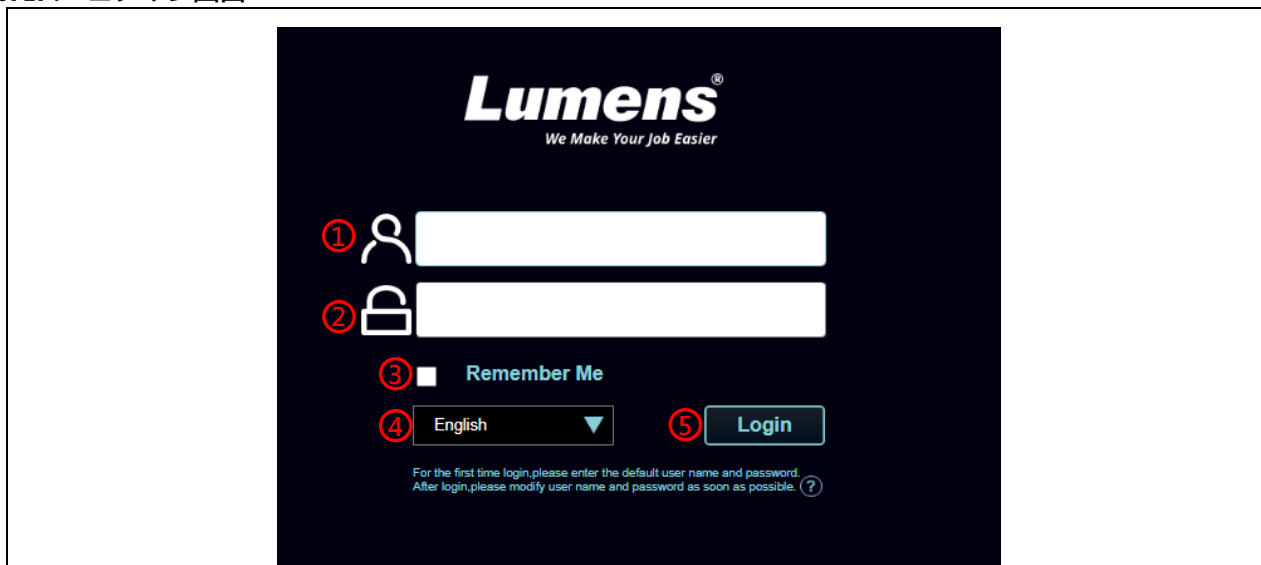 Lumens®
We Make Your Job Easier
①
②
③ Remember Me
④ English
⑤ Login
For the first time login,please enter the default user name and password.
After login,please modify user name and password as soon as possible. ?